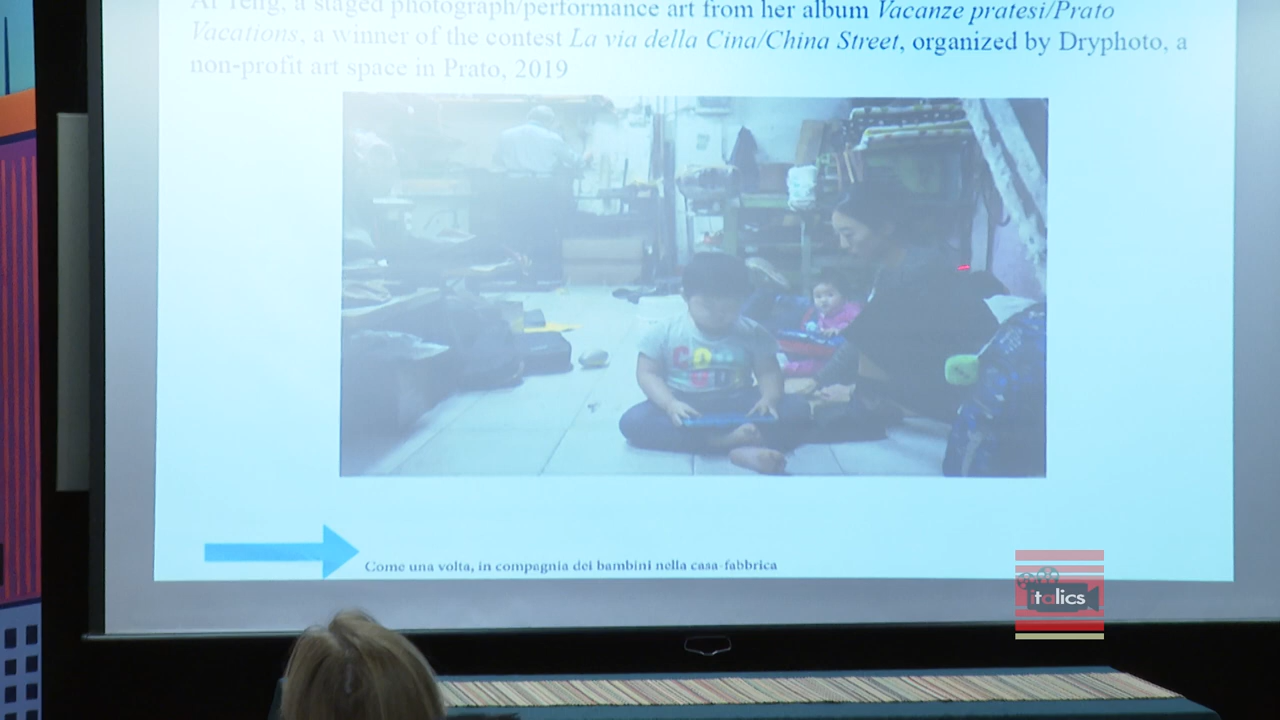 Ai Teng, a staged photograph/performance art from her album Vacanze pratesi/Prato
Vacations, a winner of the contest La via della Cina/China Street, organized by Dryphoto, a
non-profit art space in Prato, 2019
CO
Come una volta, in compagnia dei bambini nella casa-fabbrica
italics